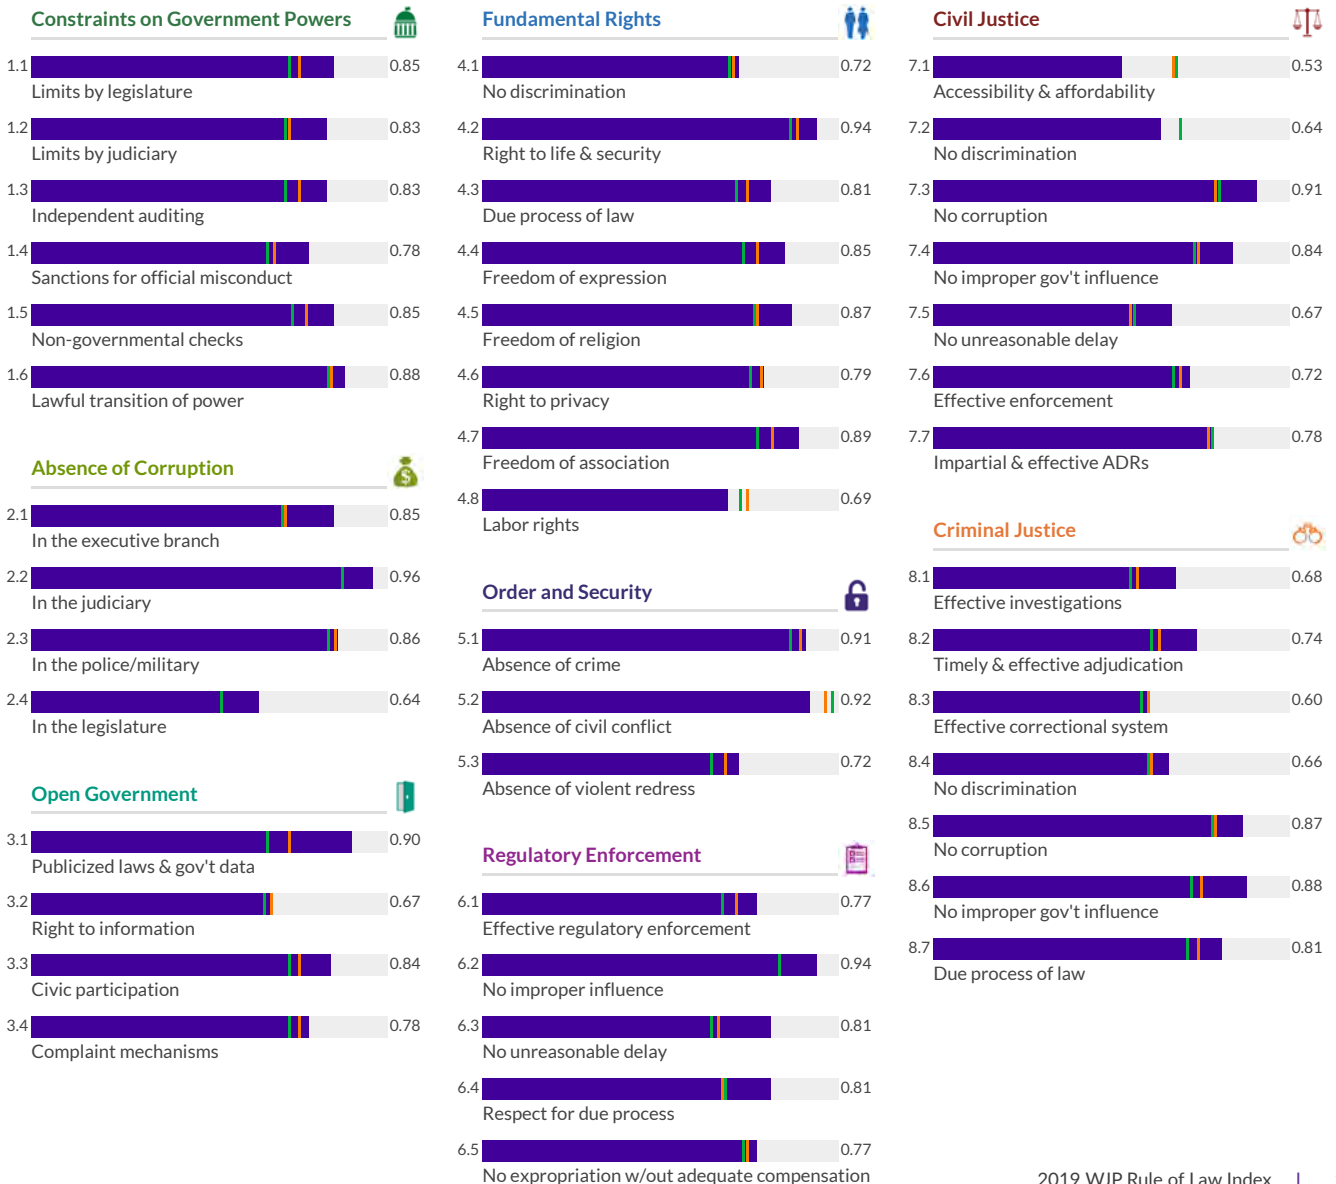 Constraints on Government Powers
1.1 0.85
Limits by legislature
1.2 0.83
Limits by judiciary
1.3 0.83
Independent auditing
1.4 0.78
Sanctions for official misconduct
1.5 0.85
Non-governmental checks
1.6 0.88
Lawful transition of power
Absence of Corruption
2.1 0.85
In the executive branch
2.2 0.96
In the judiciary
2.3 0.86
In the police/military
2.4 0.64
In the legislature
Open Government
3.1 0.90
Publicized laws & gov't data
3.2 0.67
Right to information
3.3 0.84
Civic participation
3.4 0.78
Complaint mechanisms
Fundamental Rights
4.1 0.72
No discrimination
4.2 0.94
Right to life & security
4.3 0.81
Due process of law
4.4 0.85
Freedom of expression
4.5 0.87
Freedom of religion
4.6 0.79
Right to privacy
4.7 0.89
Freedom of association
4.8 0.69
Labor rights
Order and Security
5.1 0.91
Absence of crime
5.2 0.92
Absence of civil conflict
5.3 0.72
Absence of violent redress
Regulatory Enforcement
6.1 0.77
Effective regulatory enforcement
6.2 0.94
No improper influence
6.3 0.81
No unreasonable delay
6.4 0.81
Respect for due process
6.5 0.77
No expropriation w/out adequate compensation
Civil Justice
7.1 0.53
Accessibility & affordability
7.2 0.64
No discrimination
7.3 0.91
No corruption
7.4 0.84
No improper gov't influence
7.5 0.67
No unreasonable delay
7.6 0.72
Effective enforcement
7.7 0.78
Impartial & effective ADRs
Criminal Justice
8.1 0.68
Effective investigations
8.2 0.74
Timely & effective adjudication
8.3 0.60
Effective correctional system
8.4 0.66
No discrimination
8.5 0.87
No corruption
8.6 0.88
No improper gov't influence
8.7 0.81
Due process of law
2019 WJP Rule of Law Index |